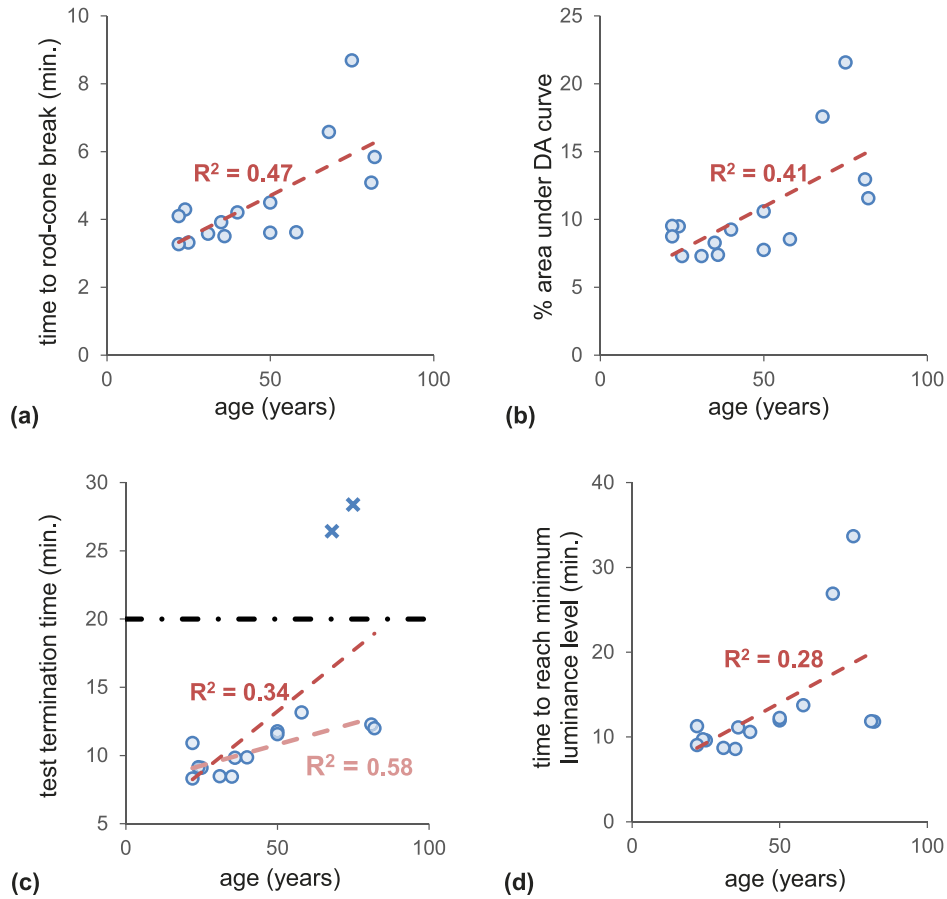 10
8
6
4
2
0
time to rod-cone break (min.)
R² = 0.47
0
50
100
age (years)
(a)
25
20
15
10
5
0
% area under DA curve
R² = 0.41
0
50
100
age (years)
(b)
30
25
20
15
10
5
test termination time (min.)
R² = 0.34
R² = 0.58
0
50
100
age (years)
(c)
40
30
20
10
0
time to reach minimum
luminance level (min.)
R² = 0.28
0
50
100
age (years)
(d)